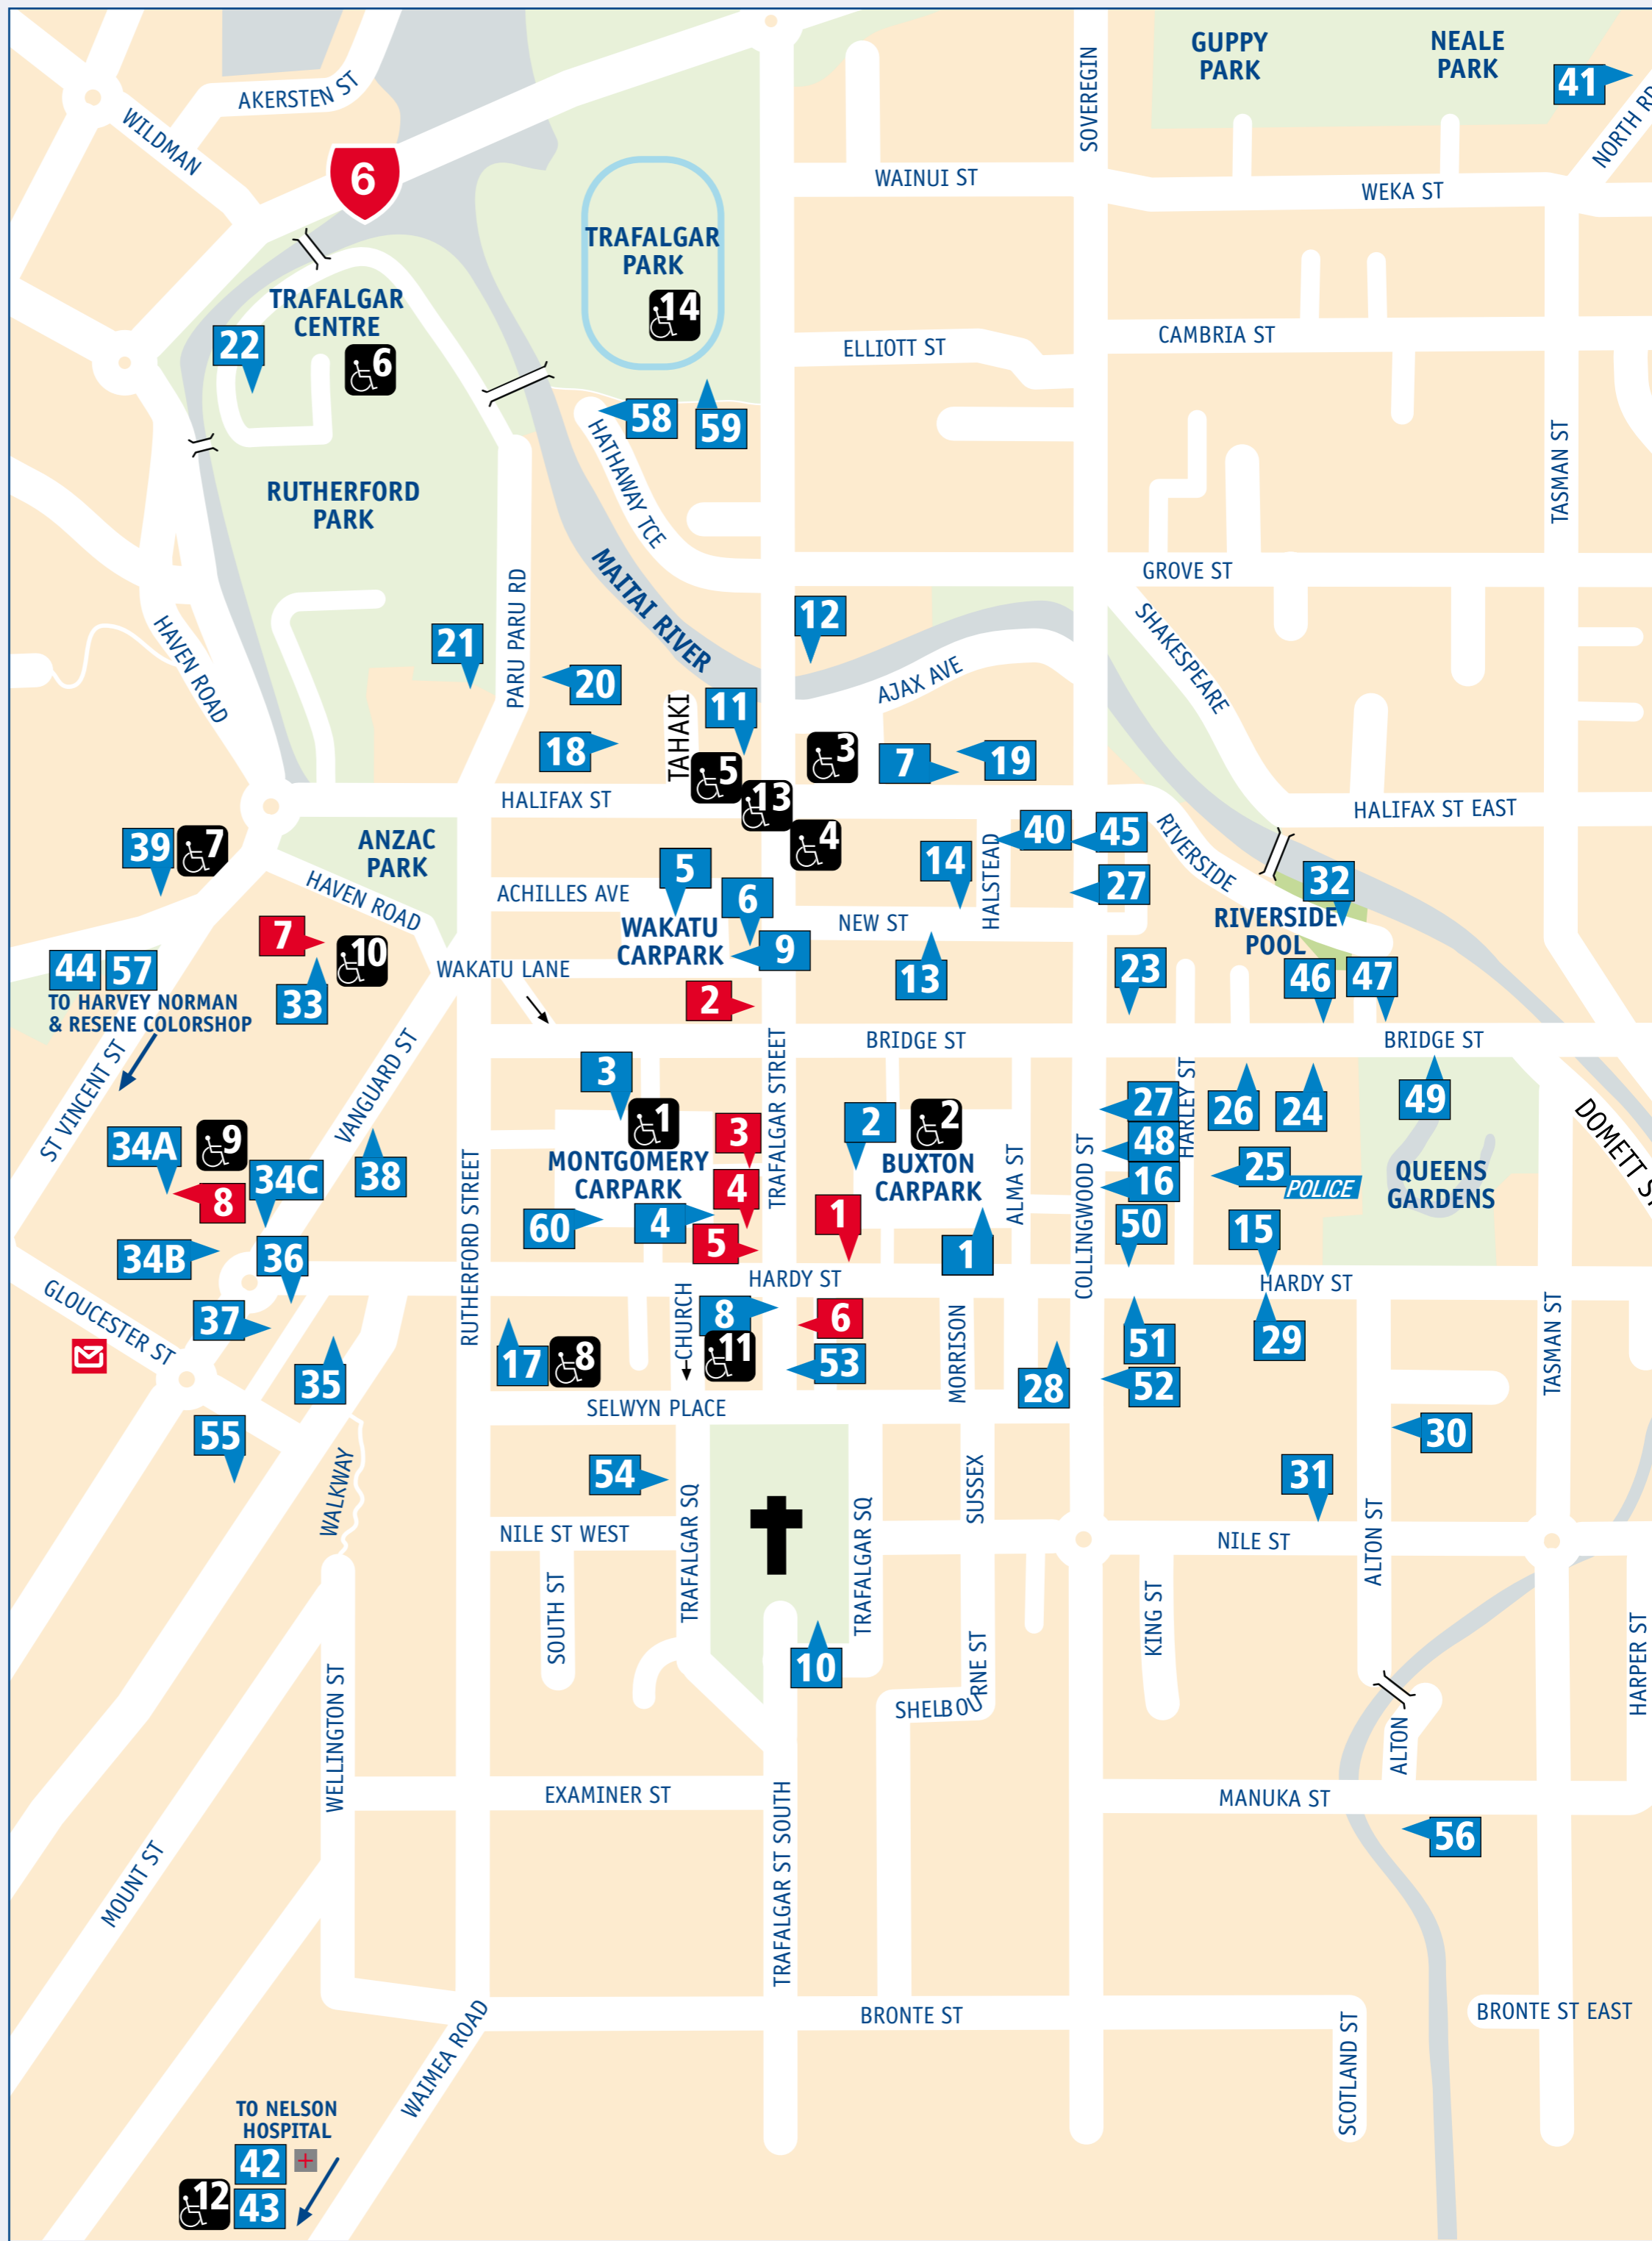 GUPPY
PARK
NEALE
PARK
41
AKERSTEN ST
SOVEREGIN
NORTH RD
WILDMAN
6
WAINUI ST
WEKA ST
TRAFALGAR
PARK
14
TRAFALGAR
CENTRE
22
6
ELLIOTT ST
CAMBRIA ST
58
59
HATHAWAY TCE
TASMAN ST
RUTHERFORD
PARK
MAITAI RIVER
PARU PARU RD
GROVE ST
SHAKESPEARE
12
21
HAVEN ROAD
20
AJAX AVE
11
TAHAKI
18
5
3
7
19
13
HALIFAX ST
HALIFAX ST EAST
39
7
ANZAC
PARK
4
40
45
RIVERSIDE
HALSTEAD
14
5
6
27
32
HAVEN ROAD
ACHILLES AVE
WAKATU
CARPARK
NEW ST
RIVERSIDE
POOL
7
10
9
44
57
WAKATU LANE
13
23
46
47
TO HARVEY NORMAN
& RESENE COLORSHOP
33
2
BRIDGE ST
BRIDGE ST
ST VINCENT ST
VANGUARD ST
TRAFALGAR STREET
3
HARLEY ST
27
26
24
49
DOMETT ST
1
3
2
2
34A
9
48
MONTGOMERY
CARPARK
BUXTON
CARPARK
ALMA ST
COLLINGWOOD ST
25
POLICE
QUEENS
GARDENS
34C
38
16
8
4
RUTHERFORD STREET
60
4
1
50
15
34B
36
5
1
HARDY ST
HARDY ST
GLOUCESTER ST
37
CHURCH
8
6
MORRISON
51
29
TASMAN ST
35
17
8
11
53
28
52
SELWYN PLACE
55
30
WALKWAY
54
SUSSEX
31
TRAFALGAR SQ
TRAFALGAR SQ
NILE ST WEST
NILE ST
ALTON ST
SOUTH ST
KING ST
HARPER ST
10
SHELBOURNE ST
WELLINGTON ST
ALTON
EXAMINER ST
MANUKA ST
TRAFALGAR ST SOUTH
56
MOUNT ST
BRONTE ST
BRONTE ST EAST
WAIMEA ROAD
SCOTLAND ST
TO NELSON
HOSPITAL
42
12
43